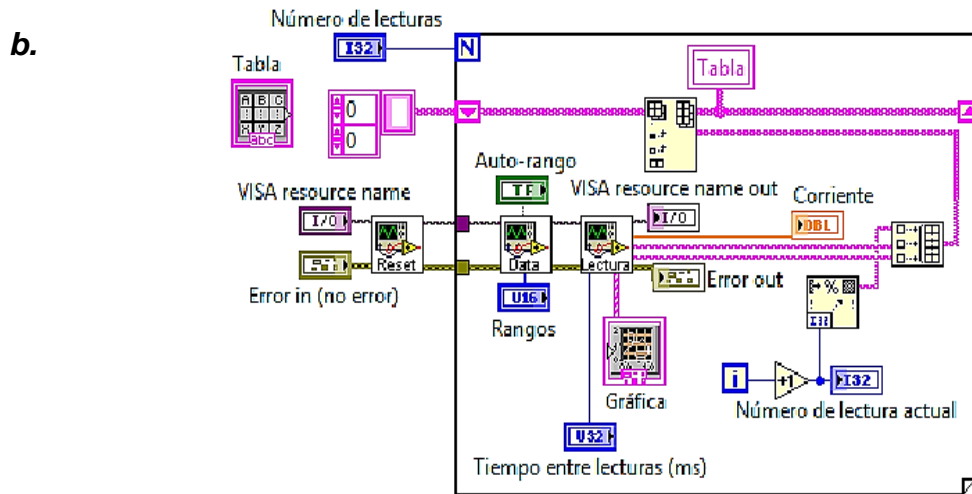 b.
Número de lecturas
I32
N
Tabla
Tabla
A B C
X Y Z
abc
0
0
Auto-rango
TF
VISA resource name
VISA resource name out
I/O
I/O
Corriente
DBL
Reset
Data
Lectura
Error in (no error)
Error out
U16
Rangos
I32
i
+1
I32
Gráfica
Número de lectura actual
U32
Tiempo entre lecturas (ms)